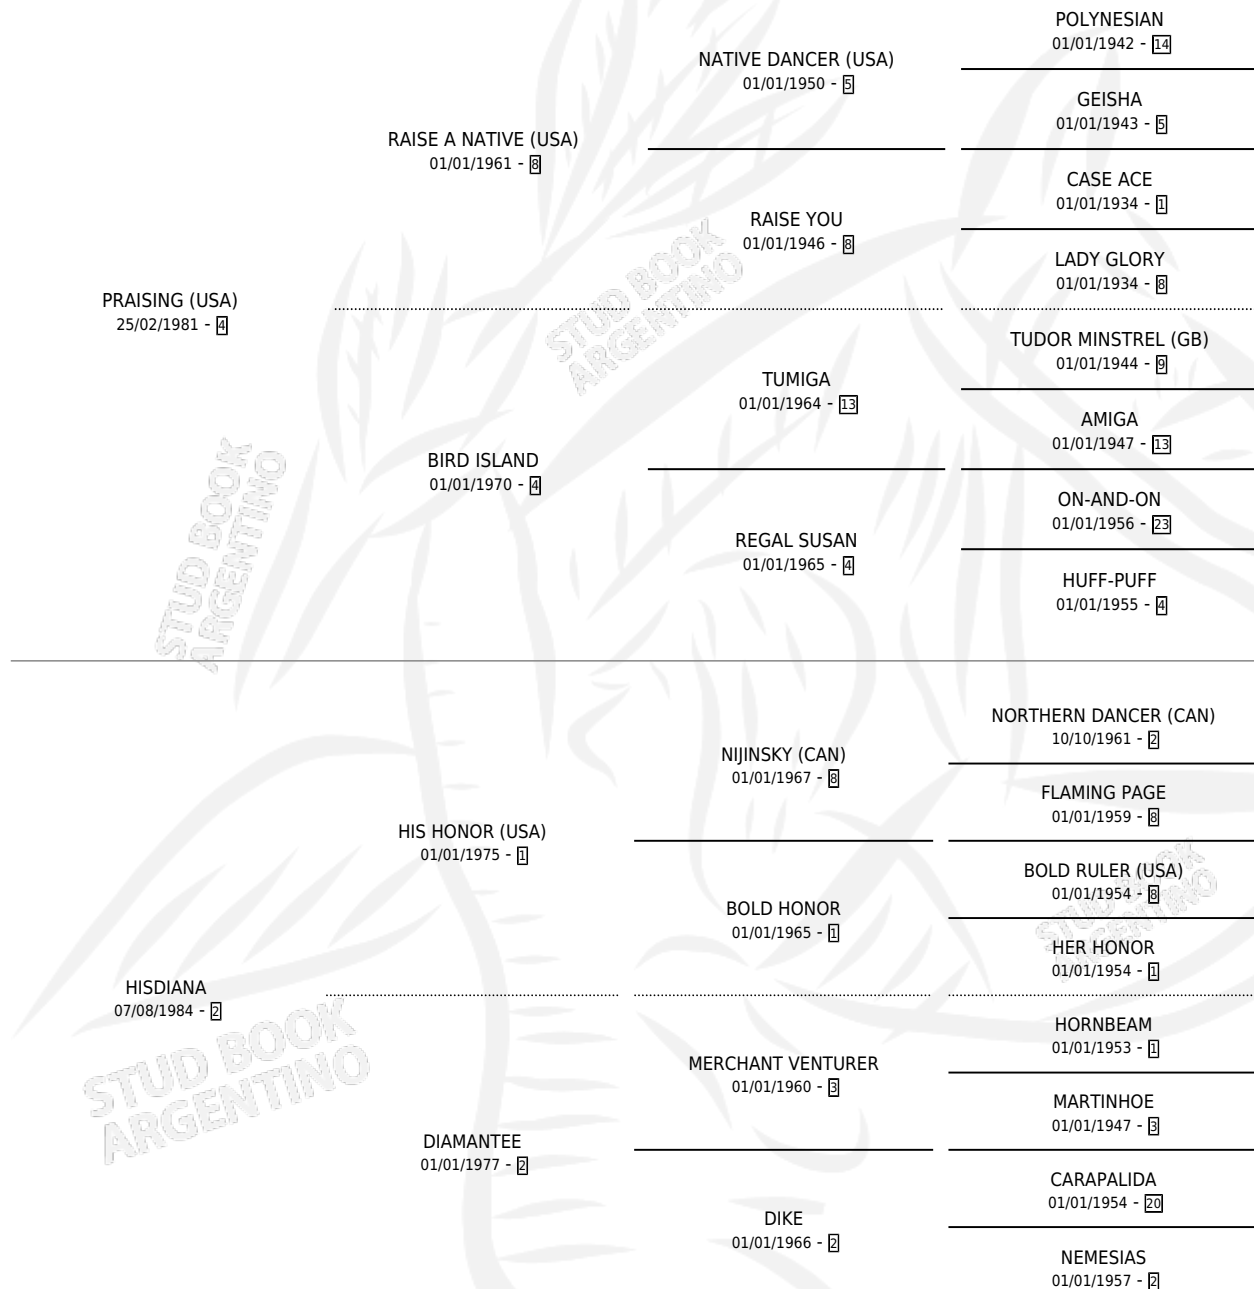 POLYNESIAN
01/01/1942 - 14
NATIVE DANCER (USA)
01/01/1950 - 5
GEISHA
01/01/1943 - 5
RAISE A NATIVE (USA)
01/01/1961 - 8
CASE ACE
01/01/1934 - 1
RAISE YOU
01/01/1946 - 8
LADY GLORY
01/01/1934 - 8
PRAISING (USA)
25/02/1981 - 4
STUD BOOK
ARGENTINO
TUDOR MINSTREL (GB)
01/01/1944 - 9
TUMIGA
01/01/1964 - 13
AMIGA
01/01/1947 - 13
BIRD ISLAND
01/01/1970 - 4
ON-AND-ON
01/01/1956 - 23
REGAL SUSAN
01/01/1965 - 4
HUFF-PUFF
01/01/1955 - 4
STUD BOOK
ARGENTINO
NORTHERN DANCER (CAN)
10/10/1961 - 2
NIJINSKY (CAN)
01/01/1967 - 8
FLAMING PAGE
01/01/1959 - 8
HIS HONOR (USA)
01/01/1975 - 1
BOLD RULER (USA)
01/01/1954 - 8
BOLD HONOR
01/01/1965 - 1
STUD BOOK
ARGENTINO
HER HONOR
01/01/1954 - 1
HISDIANA
07/08/1984 - 2
STUD BOOK
ARGENTINO
HORNBEAM
01/01/1953 - 1
MERCHANT VENTURER
01/01/1960 - 3
MARTINHOE
01/01/1947 - 3
DIAMANTEE
01/01/1977 - 2
CARAPALIDA
01/01/1954 - 20
DIKE
01/01/1966 - 2
NEMESIAS
01/01/1957 - 2